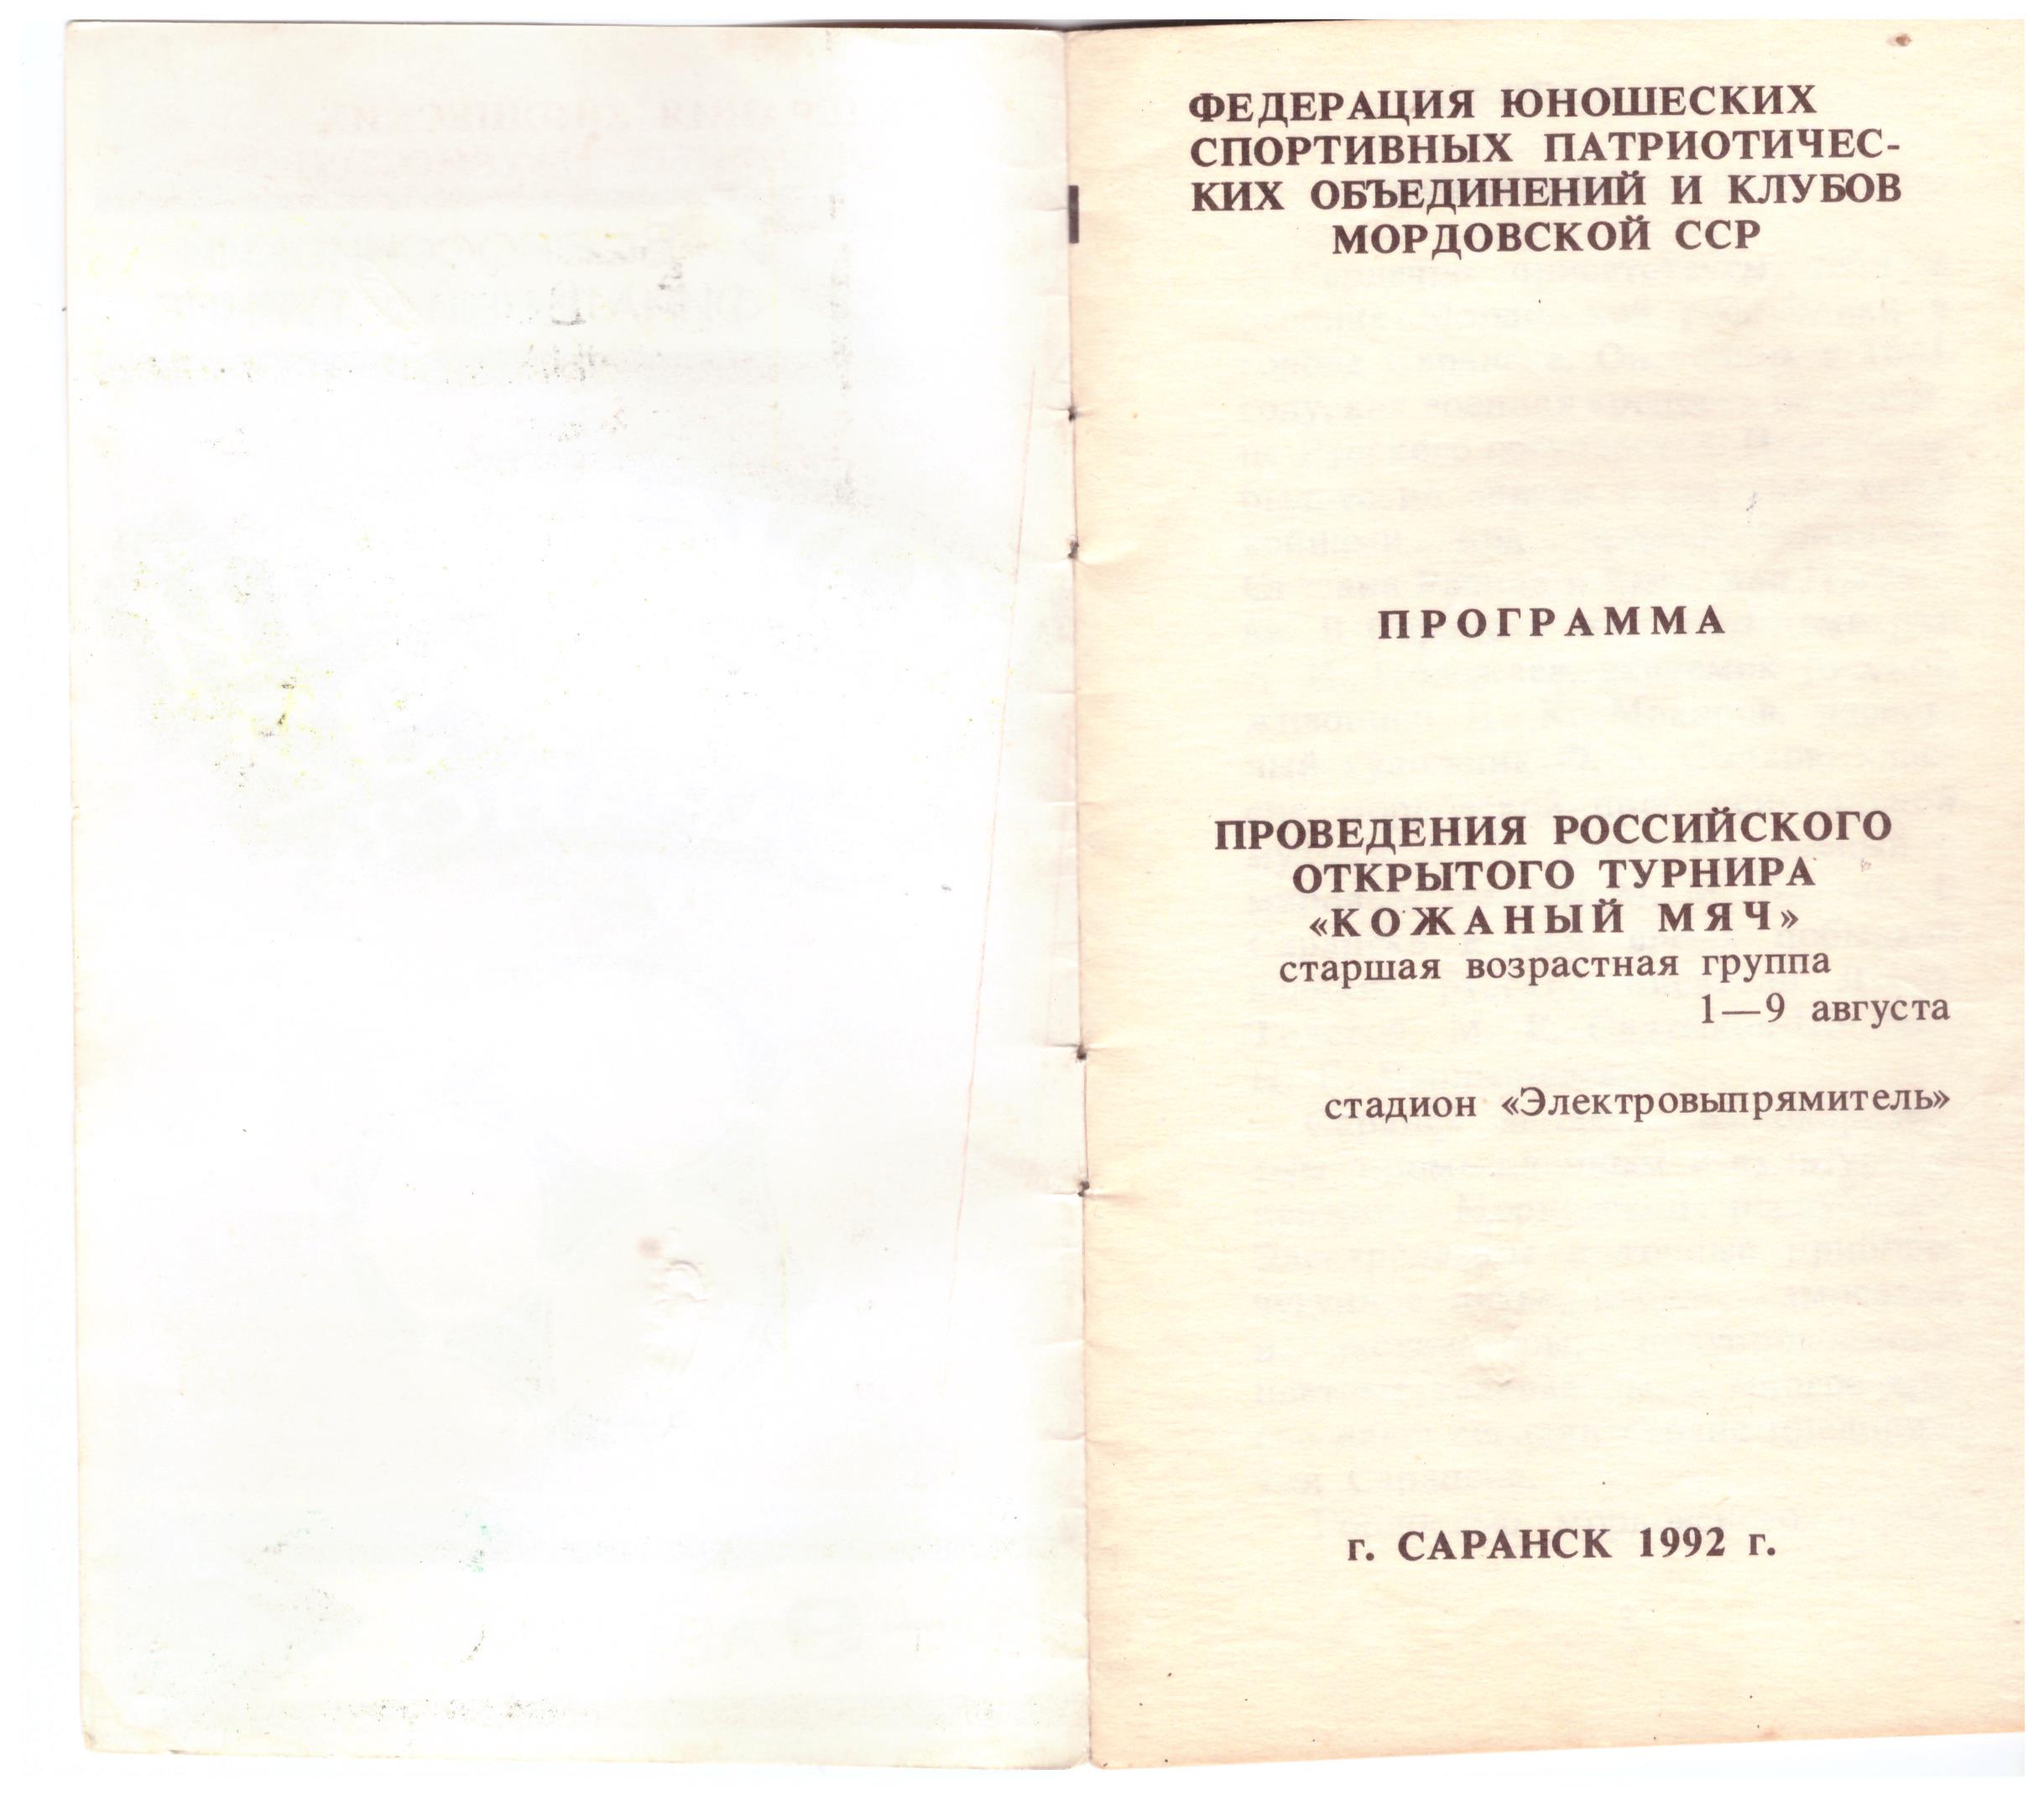 ФЕДЕРАЦИЯ ЮНОШЕСКИХ
СПОРТИВНЫХ ПАТРИОТИЧЕС-
КИХ ОБЪЕДИНЕНИЙ И КЛУБОВ
МОРДОВСКОЙ ССР
ПРОГРАММА
ПРОВЕДЕНИЯ РОССИЙСКОГО
ОТКРЫТОГО ТУРНИРА
«КОЖАНЫЙ МЯЧ»
старшая возрастная группа
1—9 августа
стадион «Электровыпрямитель»
г. САРАНСК 1992 г.